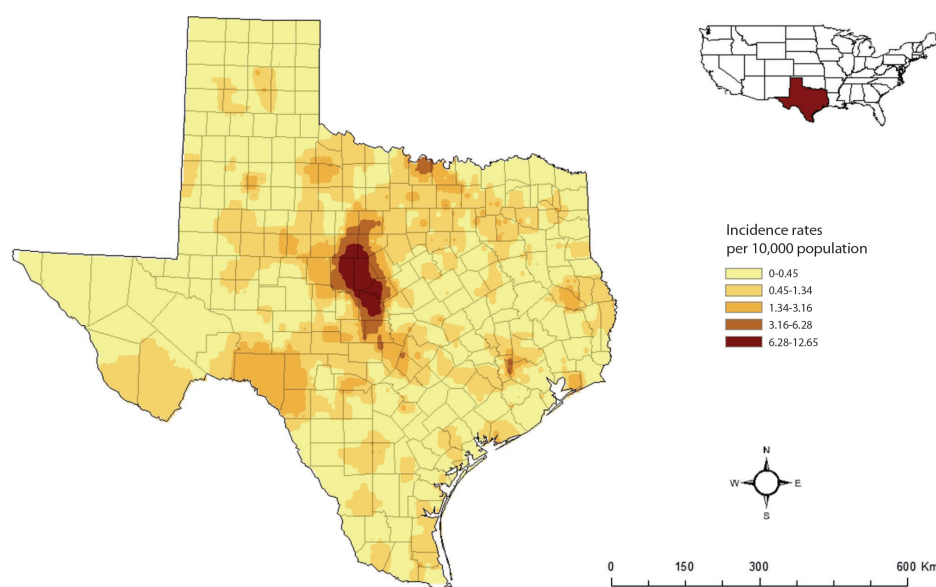 Incidence rates
per 10,000 population
0-0.45
0.45-1.34
1.34-3.16
3.16-6.28
6.28-12.65
N
W E
S
0 150 300 600 Km